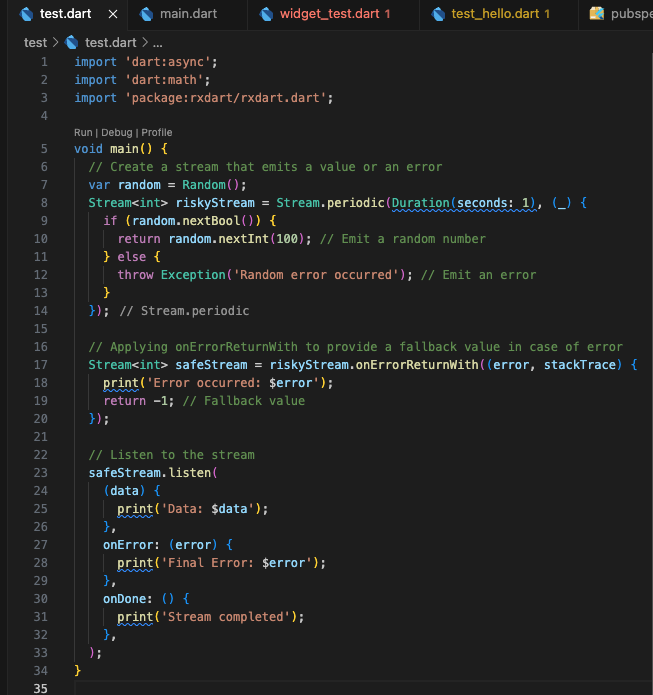 test.dart × main.dart widget_test.dart 1 test_hello.dart 1 pubspe
test > test.dart > ...
1 import 'dart:async';
2 import 'dart:math';
3 import 'package:rxdart/rxdart.dart';
4
Run | Debug | Profile
5 void main() {
6 // Create a stream that emits a value or an error
7 var random = Random();
8 Stream<int> riskyStream = Stream.periodic(Duration(seconds: 1), (_) {
9 if (random.nextBool()) {
10 return random.nextInt(100); // Emit a random number
11 } else {
12 throw Exception('Random error occurred'); // Emit an error
13 }
14 }); // Stream.periodic
15
16 // Applying onErrorReturnWith to provide a fallback value in case of error
17 Stream<int> safeStream = riskyStream.onErrorReturnWith((error, stackTrace) {
18 print('Error occurred: $error');
19 return -1; // Fallback value
20 });
21
22 // Listen to the stream
23 safeStream.listen(
24 (data) {
25 print('Data: $data');
26 },
27 onError: (error) {
28 print('Final Error: $error');
29 },
30 onDone: () {
31 print('Stream completed');
32 },
33 );
34 }
35